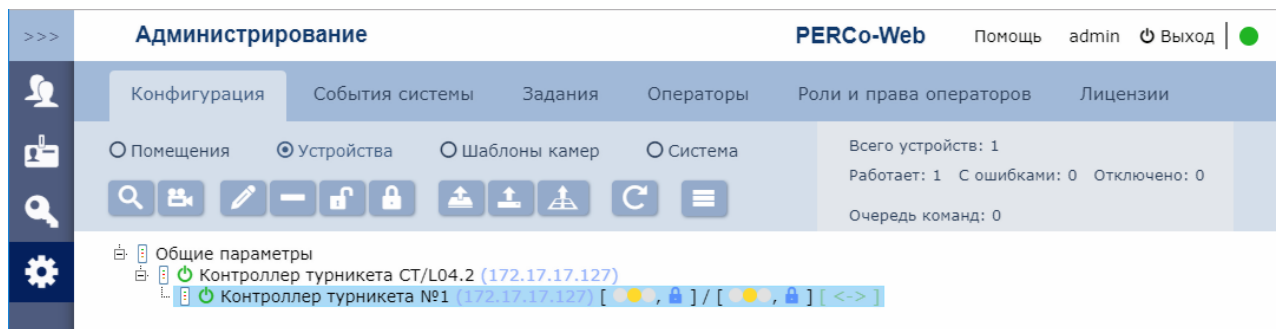 >>> Администрирование PERCo-Web Помощь admin Выход
Конфигурация События системы Задания Операторы Роли и права операторов Лицензии
Помещения Устройства Шаблоны камер Система
Всего устройств: 1
Работает: 1 С ошибками: 0 Отключено: 0
Очередь команд: 0
Общие параметры
Контроллер турникета CT/L04.2 (172.17.17.127)
Контроллер турникета №1 (172.17.17.127) [ , ] / [ , ] [ <-> ]